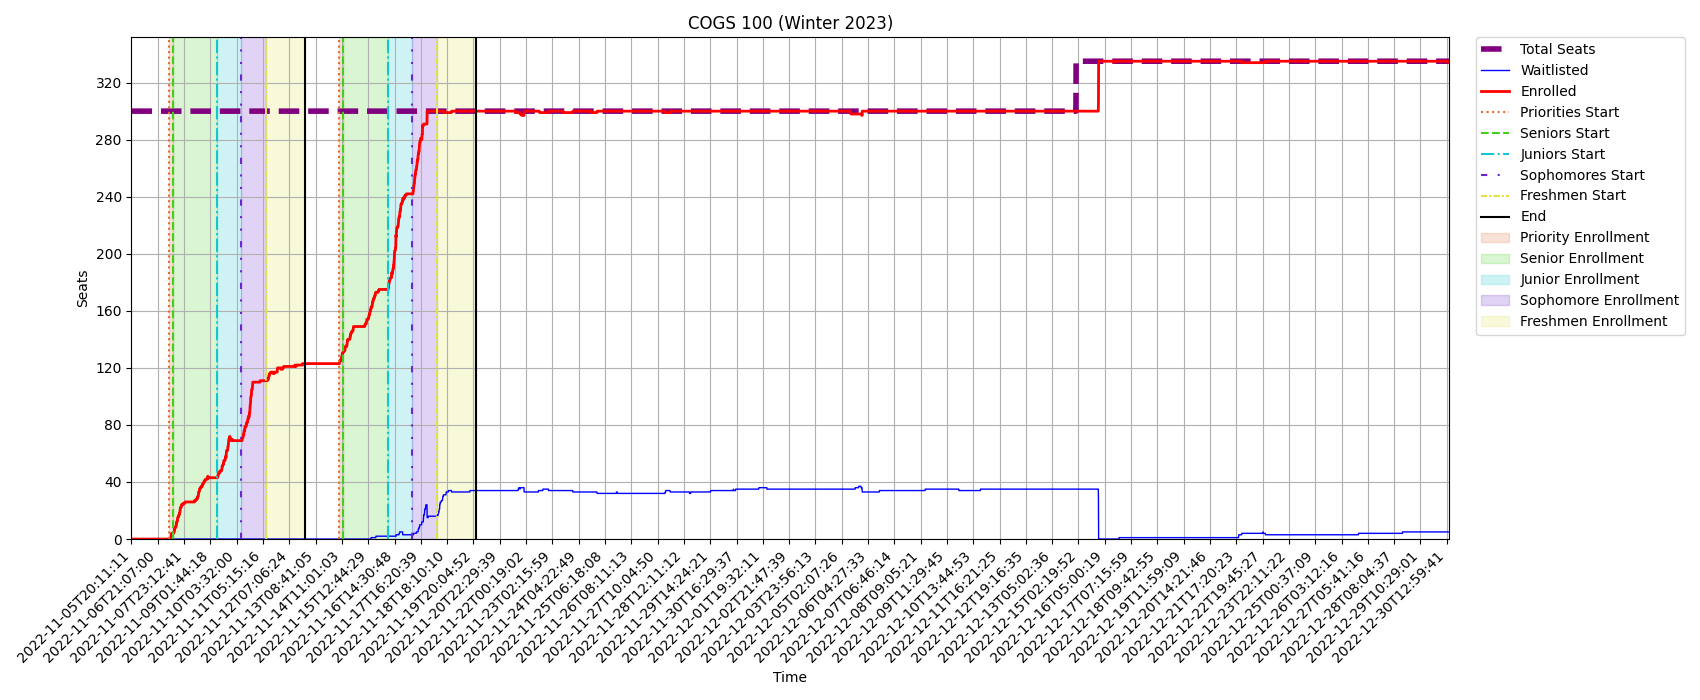 COGS 100 (Winter 2023)
Total Seats
Waitlisted
Enrolled
Priorities Start
Seniors Start
Juniors Start
Sophomores Start
Freshmen Start
End
Priority Enrollment
Senior Enrollment
Junior Enrollment
Sophomore Enrollment
Freshmen Enrollment
Seats
320
280
240
200
160
120
80
40
0
2022-11-05T20:11:11
2022-11-06T21:07:00
2022-11-07T23:12:41
2022-11-09T01:44:18
2022-11-10T03:32:00
2022-11-11T05:15:16
2022-11-12T07:06:24
2022-11-13T08:41:05
2022-11-14T11:01:03
2022-11-15T12:44:29
2022-11-16T14:30:48
2022-11-17T16:20:39
2022-11-18T18:10:10
2022-11-19T20:04:52
2022-11-20T22:29:39
2022-11-22T00:19:02
2022-11-23T02:15:59
2022-11-24T04:22:49
2022-11-25T06:18:08
2022-11-26T08:11:13
2022-11-27T10:04:50
2022-11-28T12:11:12
2022-11-29T14:24:21
2022-11-30T16:29:37
2022-12-01T19:32:11
2022-12-02T21:47:39
2022-12-03T23:56:13
2022-12-05T02:07:26
2022-12-06T04:27:33
2022-12-07T06:46:14
2022-12-08T09:05:21
2022-12-09T11:29:45
2022-12-10T13:44:53
2022-12-11T16:21:25
2022-12-12T19:16:35
2022-12-13T05:02:36
2022-12-15T02:19:52
2022-12-16T05:00:19
2022-12-17T07:15:59
2022-12-18T09:42:55
2022-12-19T11:59:09
2022-12-20T14:21:46
2022-12-21T17:20:23
2022-12-22T19:45:27
2022-12-23T22:11:22
2022-12-25T00:37:09
2022-12-26T03:12:16
2022-12-27T05:41:16
2022-12-28T08:04:37
2022-12-29T10:29:01
2022-12-30T12:59:41
Time